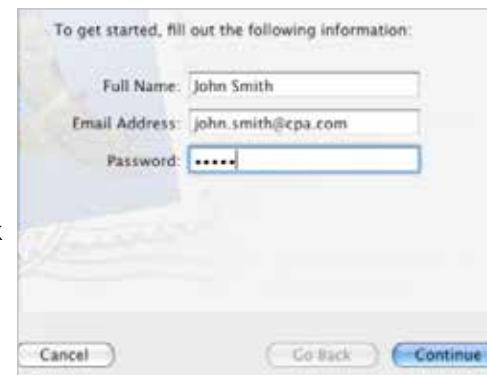 To get started, fill out the following information:
Full Name: John Smith
Email Address: john.smith@cpa.com
Password: •••••
Cancel Go Back Continue